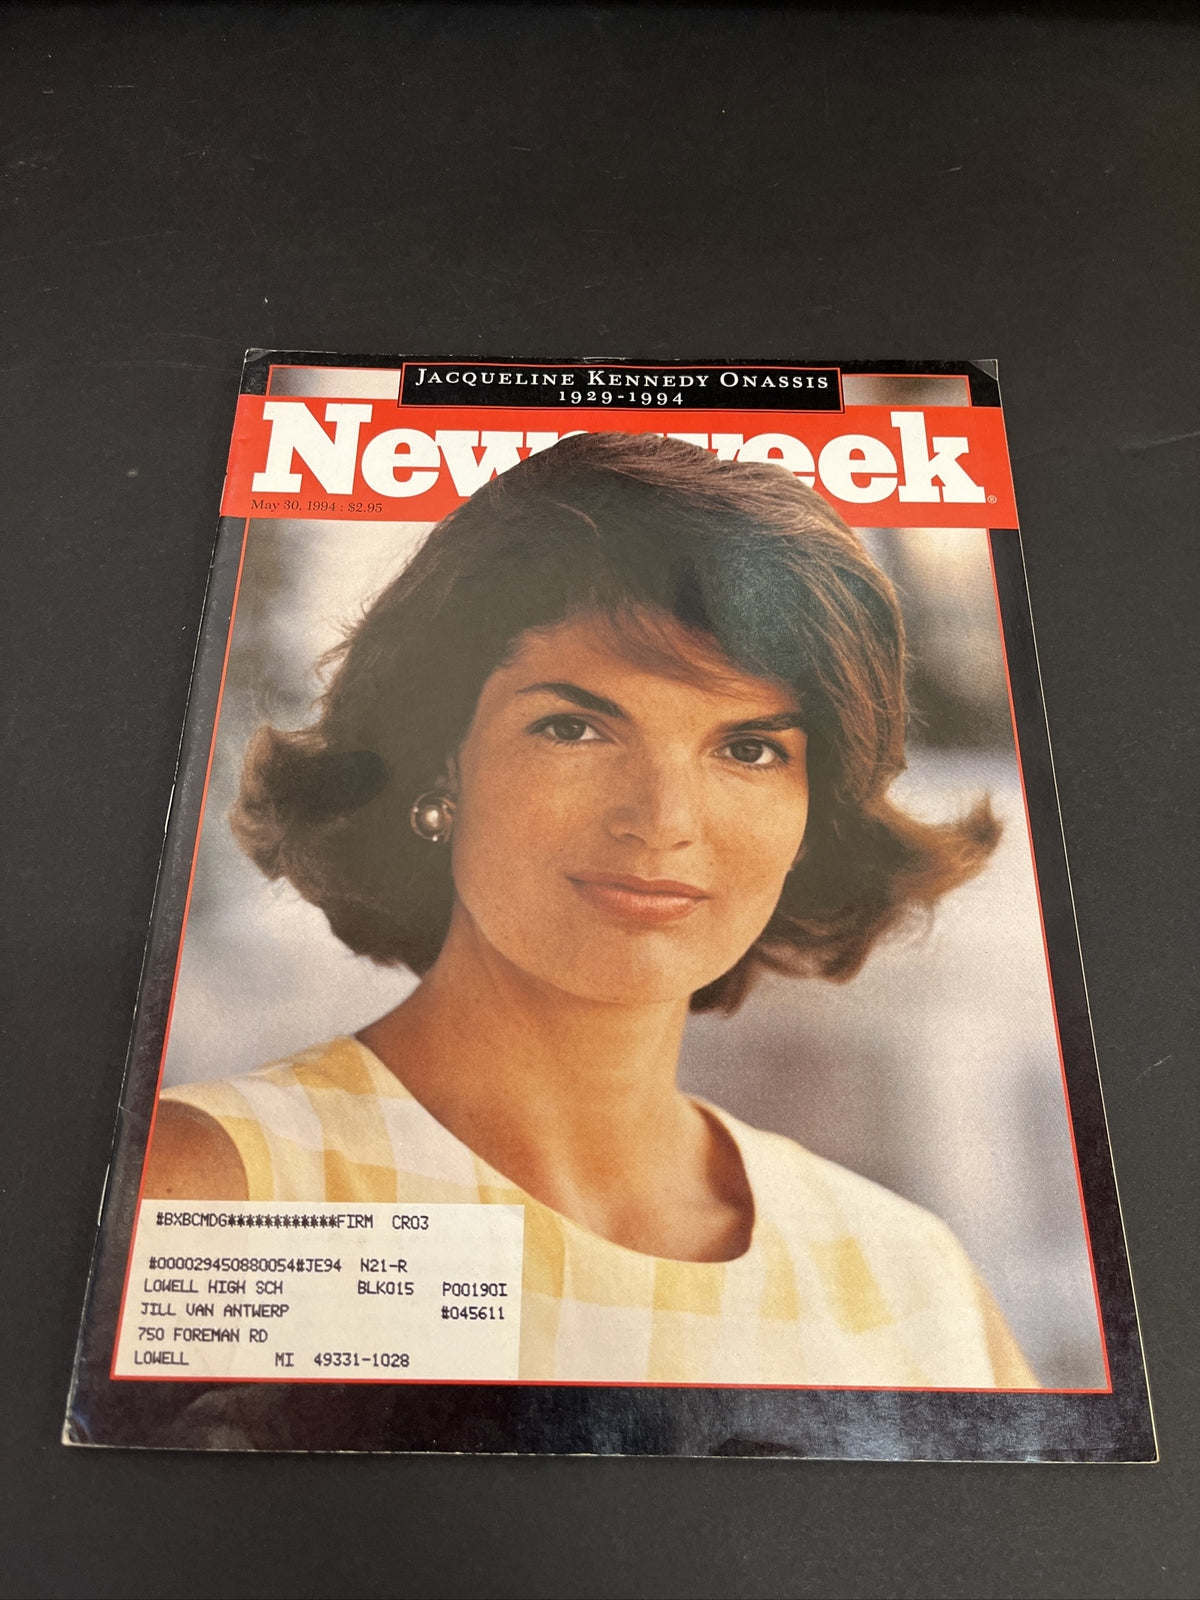 Jacqueline Kennedy Onassis
1929-1994
Newsweek
May 30, 1994 : $2.95
#BXBCMDG************FIRM CR03
#000029450880054#JE94 N21-R
LOWELL HIGH SCH BLK015 P00190I
JILL VAN ANTWERP #045611
750 FOREMAN RD
LOWELL MI 49331-1028